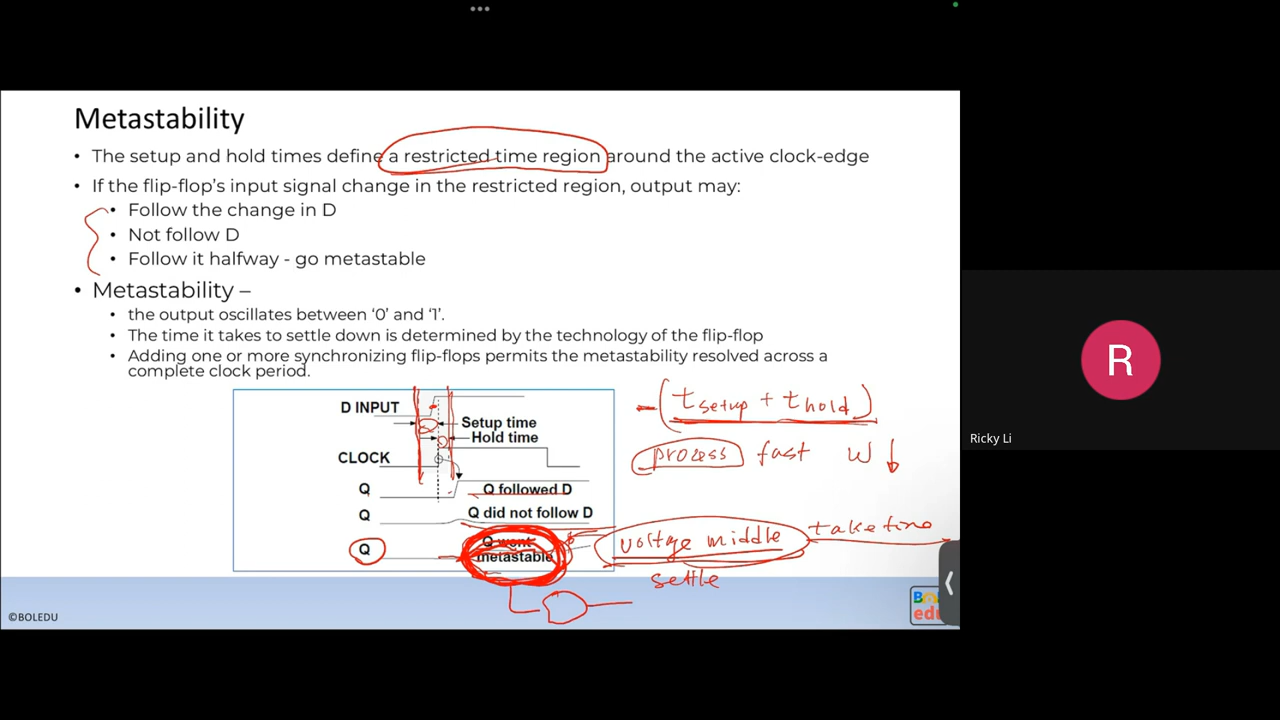 Metastability
• The setup and hold times define a restricted time region around the active clock-edge
• If the flip-flop's input signal change in the restricted region, output may:
• Follow the change in D
• Not follow D
• Follow it halfway - go metastable
• Metastability –
• the output oscillates between '0' and '1'.
• The time it takes to settle down is determined by the technology of the flip-flop
• Adding one or more synchronizing flip-flops permits the metastability resolved across a
complete clock period.
D INPUT
Setup time
Hold time
CLOCK
Q
Q followed D
Q
Q did not follow D
Q
Q went
metastable
(tsetup + thold)
process fast W ↓
voltage middle take time
settle
©BOLEDU
edu
R
Ricky Li